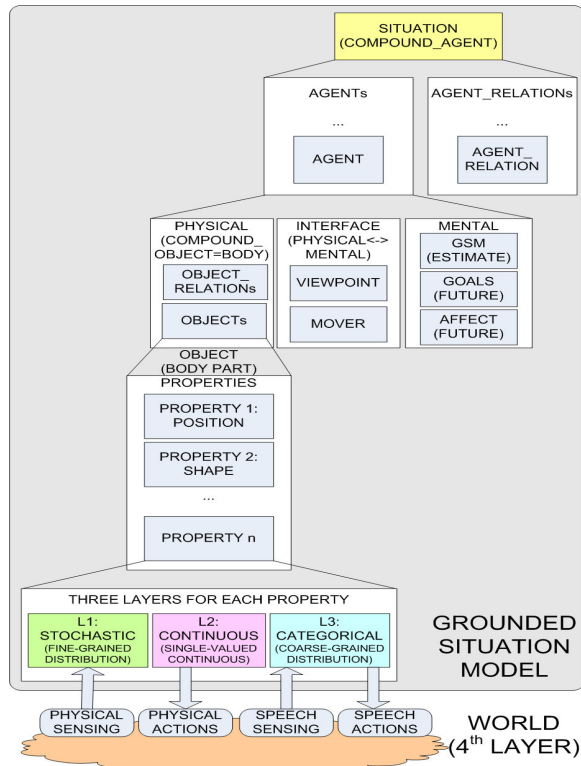 SITUATION
(COMPOUND_AGENT)
AGENTs
...
AGENT
AGENT_RELATIONs
...
AGENT_
RELATION
PHYSICAL
(COMPOUND_
OBJECT=BODY)
OBJECT_
RELATIONs
OBJECTs
INTERFACE
(PHYSICAL<->
MENTAL)
VIEWPOINT
MOVER
MENTAL
GSM
(ESTIMATE)
GOALS
(FUTURE)
AFFECT
(FUTURE)
OBJECT
(BODY PART)
PROPERTIES
PROPERTY 1:
POSITION
PROPERTY 2:
SHAPE
...
PROPERTY n
THREE LAYERS FOR EACH PROPERTY
L1:
STOCHASTIC
(FINE-GRAINED
DISTRIBUTION)
L2:
CONTINUOUS
(SINGLE-VALUED
CONTINUOUS)
L3:
CATEGORICAL
(COARSE-GRAINED
DISTRIBUTION)
GROUNDED
SITUATION
MODEL
PHYSICAL
SENSING
PHYSICAL
ACTIONS
SPEECH
SENSING
SPEECH
ACTIONS
WORLD
(4th LAYER)